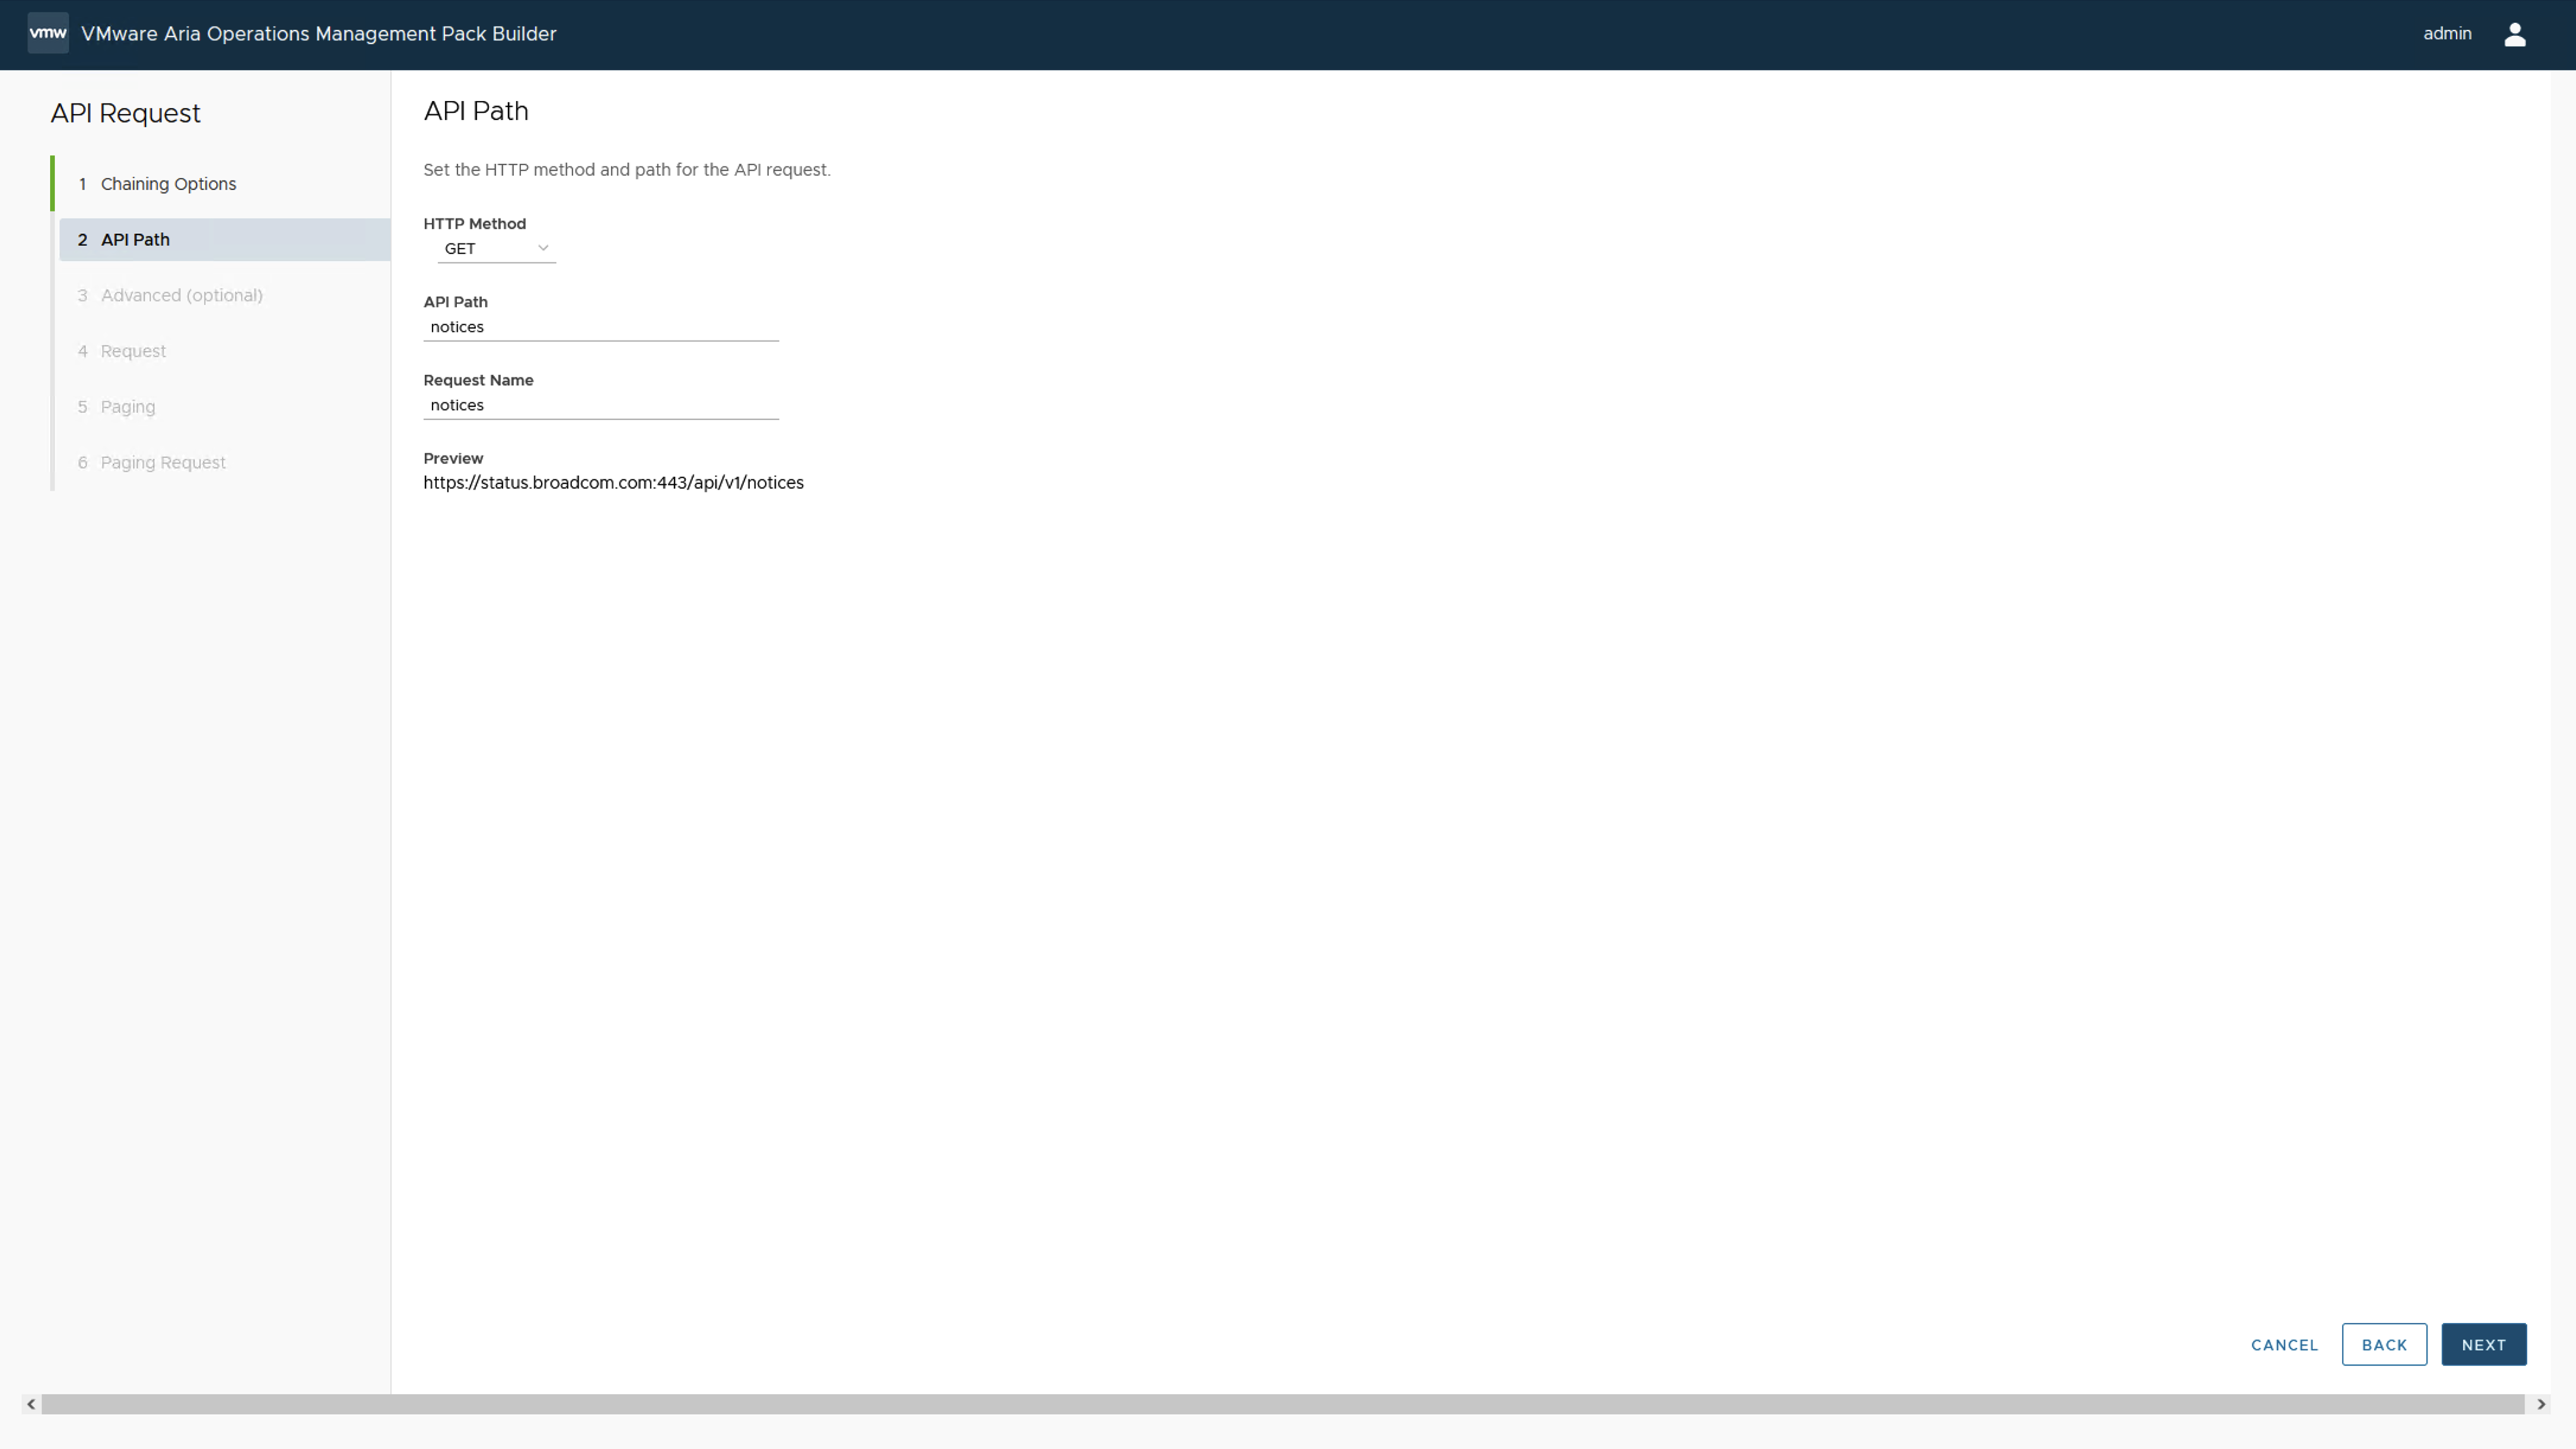 vmw VMware Aria Operations Management Pack Builder
admin
API Request
1 Chaining Options
2 API Path
3 Advanced (optional)
4 Request
5 Paging
6 Paging Request
API Path
Set the HTTP method and path for the API request.
HTTP Method
GET
API Path
notices
Request Name
notices
Preview
https://status.broadcom.com:443/api/v1/notices
CANCEL BACK NEXT